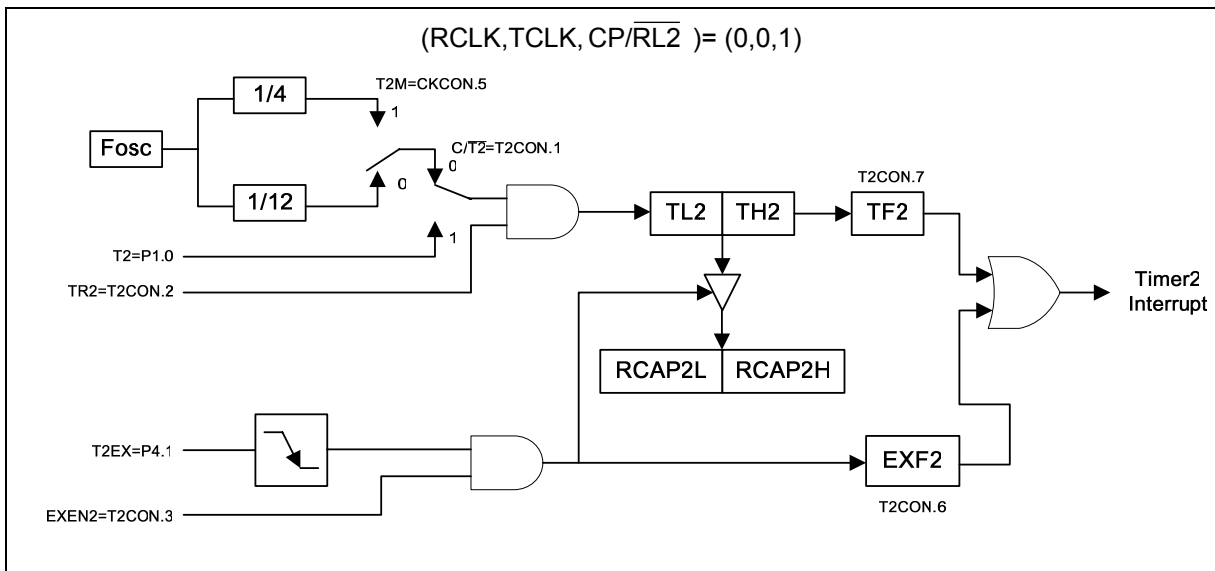 (RCLK,TCLK, CP/RL2 )= (0,0,1)
T2M=CKCON.5
1/4
1
Fosc
C/T2=T2CON.1
0
0
1/12
T2CON.7
TL2 TH2 TF2
1
T2=P1.0
TR2=T2CON.2
Timer2
Interrupt
RCAP2L RCAP2H
T2EX=P4.1
EXF2
EXEN2=T2CON.3
T2CON.6